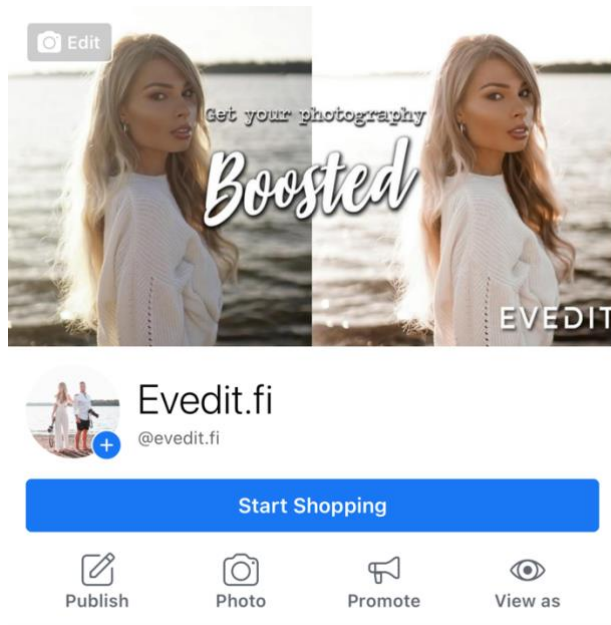 Edit
Get your photography
Boosted
EVEDIT
Evedit.fi
@evedit.fi
Start Shopping
Publish
Photo
Promote
View as